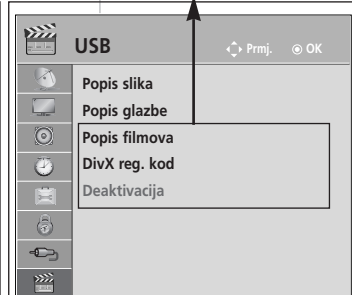 USB
Prmj. OK
Popis slika
Popis glazbe
Popis filmova
DivX reg. kod
Deaktivacija